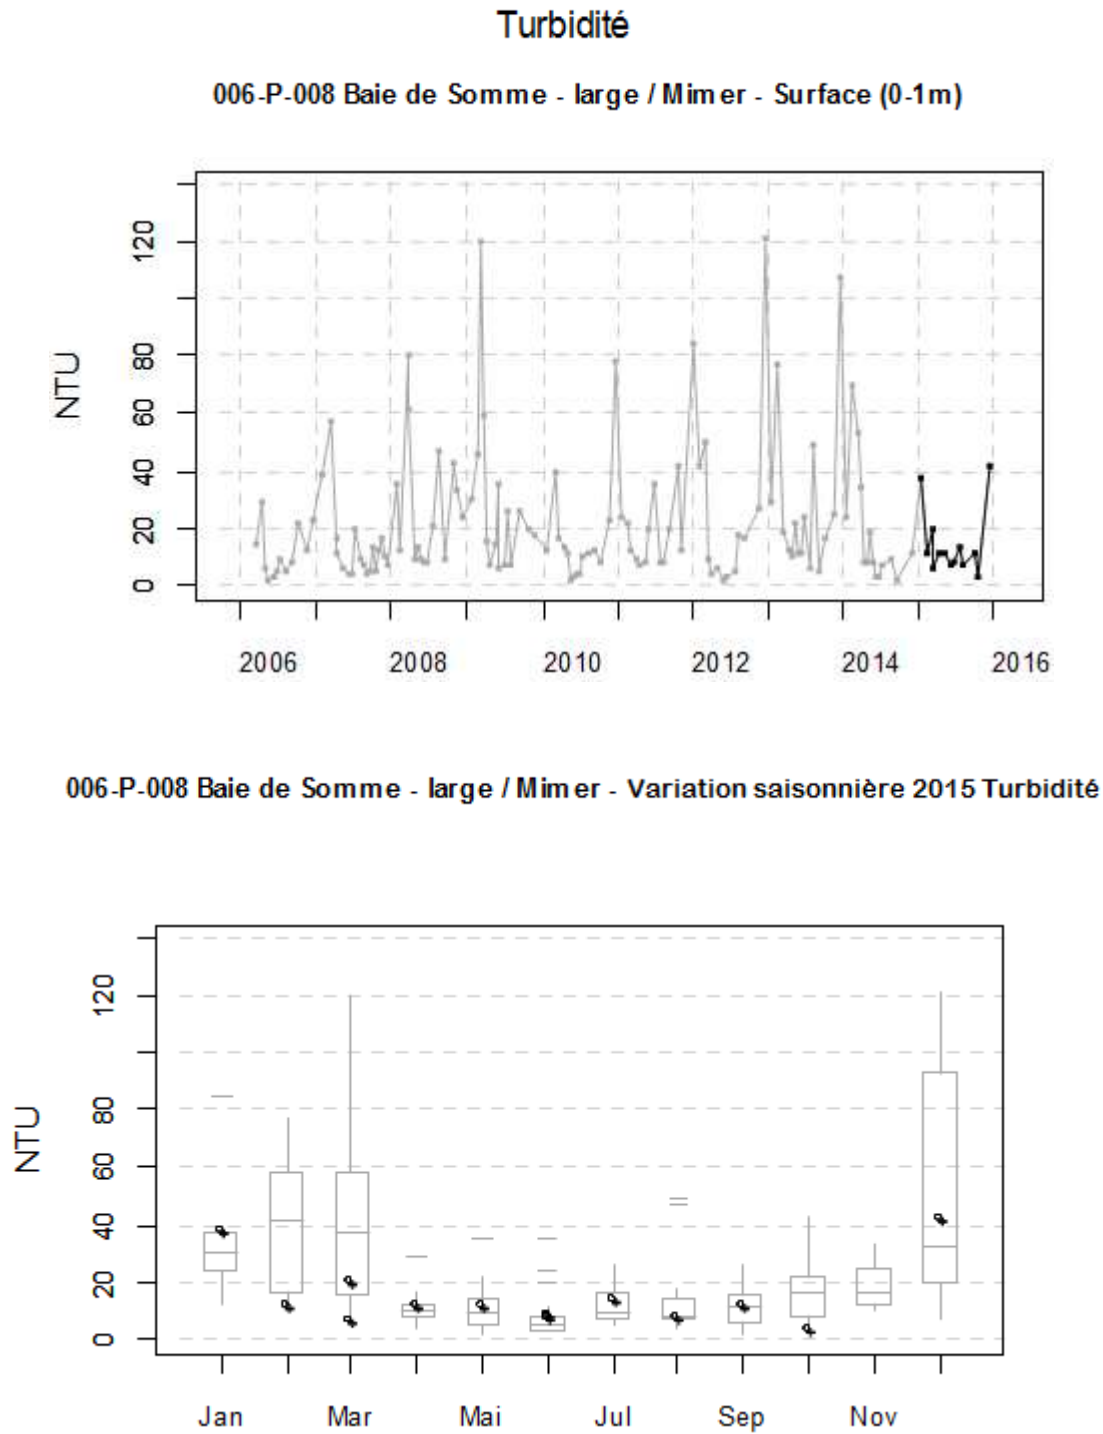 Turbidité
006-P-008 Baie de Somme - large / Mimer - Surface (0-1m)
120
80
60
40
20
0
NTU
2006 2008 2010 2012 2014 2016
006-P-008 Baie de Somme - large / Mimer - Variation saisonnière 2015 Turbidité
120
80
60
40
20
0
NTU
Jan Mar Mai Jul Sep Nov